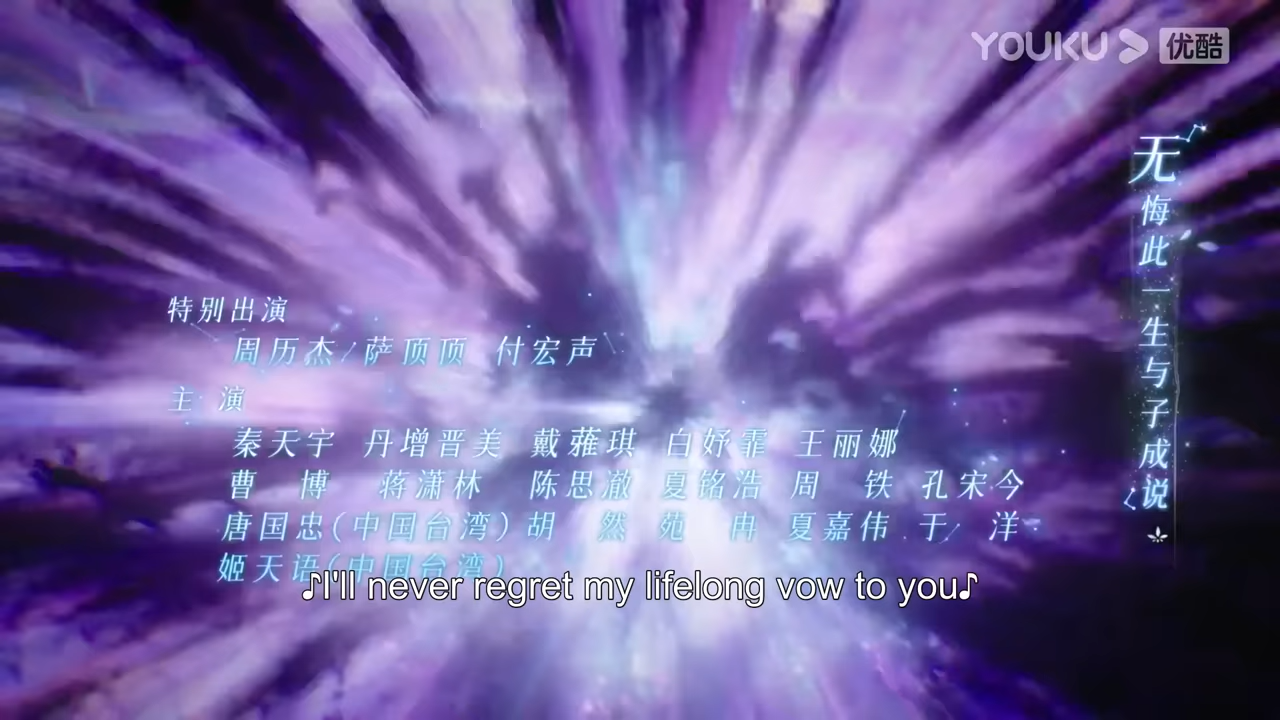 YOUKU 优酷
无悔此一生与子成说
特别出演
周历杰 萨顶顶 付宏声
主 演
秦天宇 丹增晋美 戴蕥琪 白妤霏 王丽娜
曹 博 蒋潇林 陈思澈 夏铭浩 周 铁 孔宋今
唐国忠(中国台湾) 胡 然 苑 冉 夏嘉伟 于 洋
姬天语(中国台湾)
♪I'll never regret my lifelong vow to you♪